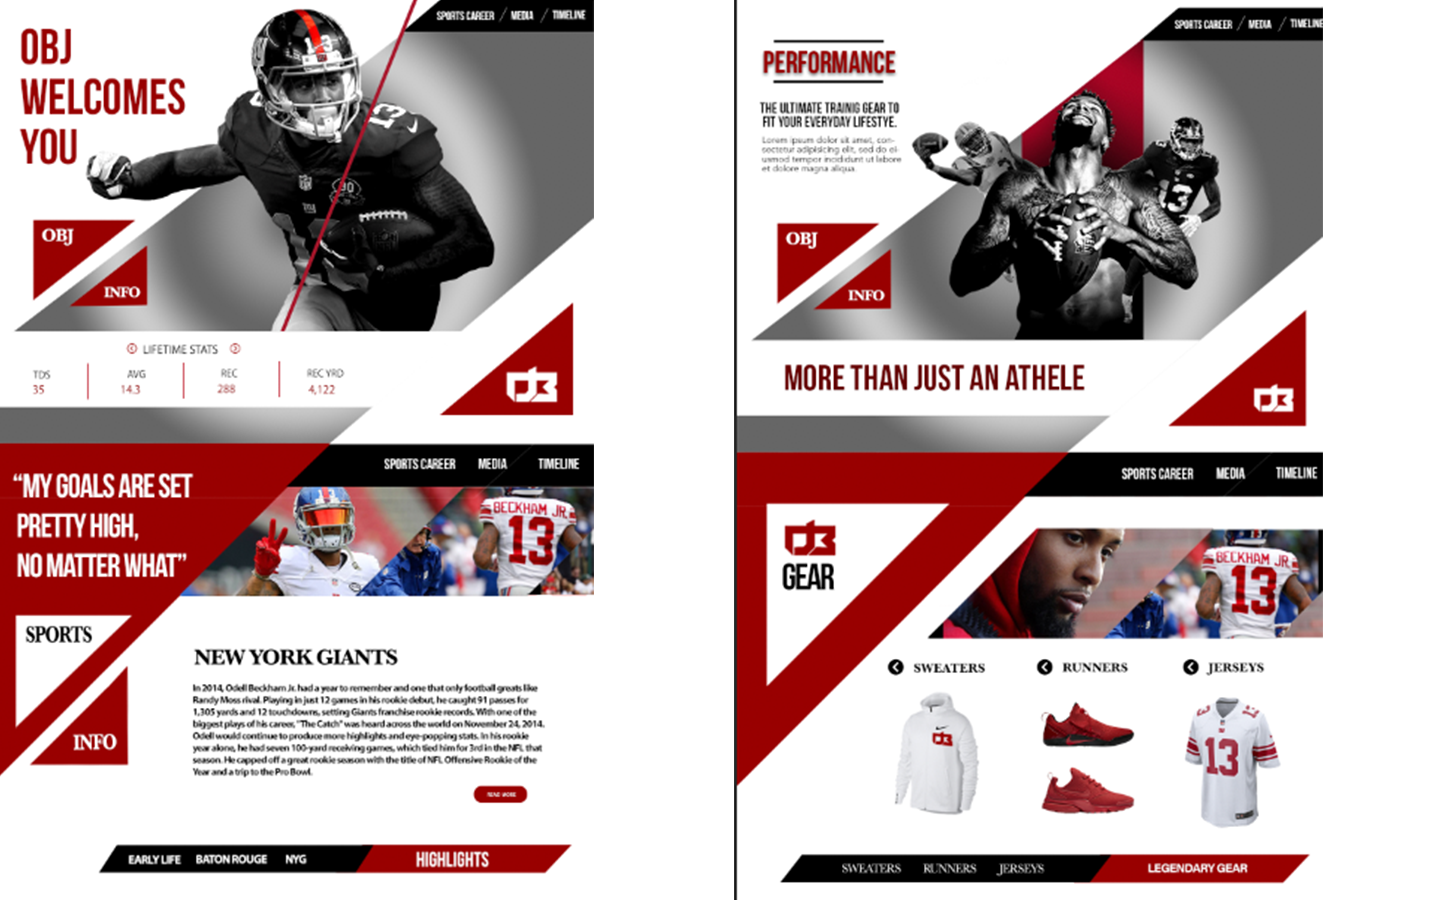 SPORTS CAREER / MEDIA / TIMELINE
OBJ
WELCOMES
YOU
13
13
90
OBJ
INFO
LIFETIME STATS
TDS
35
AVG
14.3
REC
288
REC YRD
4,122
"MY GOALS ARE SET
PRETTY HIGH,
NO MATTER WHAT"
SPORTS CAREER MEDIA TIMELINE
BECKHAM JR.
13
SPORTS
INFO
NEW YORK GIANTS
In 2014, Odell Beckham Jr. had a year to remember and one that only football greats like
Randy Moss rival. Playing in just 12 games in his rookie debut, he caught 91 passes for
1,305 yards and 12 touchdowns, setting Giants franchise rookie records. With one of the
biggest plays of his career, "The Catch" was heard across the world on November 24, 2014.
Odell would continue to produce more highlights and eye-popping stats. In his rookie
year alone, he had seven 100-yard receiving games, which tied him for 3rd in the NFL that
season. He capped off a great rookie season with the title of NFL Offensive Rookie of the
Year and a trip to the Pro Bowl.
READ MORE
EARLY LIFE BATON ROUGE NYG
HIGHLIGHTS
SPORTS CAREER / MEDIA / TIMELINE
PERFORMANCE
THE ULTIMATE TRAINIG GEAR TO
FIT YOUR EVERYDAY LIFESTYE.
Lorem ipsum dolor sit amet, con-
sectetur adipisicing elit, sed do ei-
usmod tempor incididunt ut labore
et dolore magna aliqua.
13
OBJ
INFO
MORE THAN JUST AN ATHELE
SPORTS CAREER MEDIA TIMELINE
GEAR
BECKHAM JR.
13
SWEATERS
RUNNERS
JERSEYS
13
SWEATERS RUNNERS JERSEYS
LEGENDARY GEAR